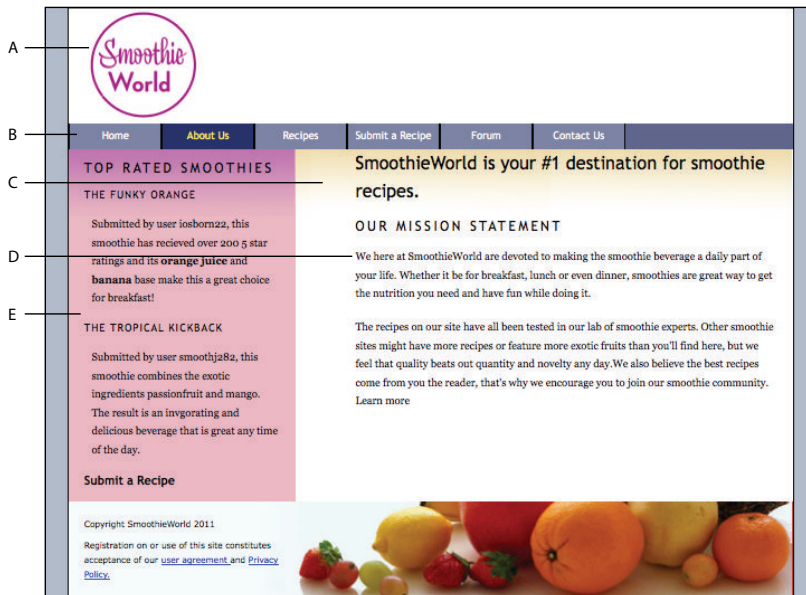 A
Smoothie
World
B
Home About Us Recipes Submit a Recipe Forum Contact Us
C
TOP RATED SMOOTHIES
THE FUNKY ORANGE
Submitted by user iosborn22, this
smoothie has recieved over 200 5 star
ratings and its orange juice and
banana base make this a great choice
for breakfast!
E
THE TROPICAL KICKBACK
Submitted by user smoothj282, this
smoothie combines the exotic
ingredients passionfruit and mango.
The result is an invgorating and
delicious beverage that is great any time
of the day.
Submit a Recipe
SmoothieWorld is your #1 destination for smoothie
recipes.
OUR MISSION STATEMENT
D
We here at SmoothieWorld are devoted to making the smoothie beverage a daily part of
your life. Whether it be for breakfast, lunch or even dinner, smoothies are great way to get
the nutrition you need and have fun while doing it.
The recipes on our site have all been tested in our lab of smoothie experts. Other smoothie
sites might have more recipes or feature more exotic fruits than you'll find here, but we
feel that quality beats out quantity and novelty any day.We also believe the best recipes
come from you the reader, that's why we encourage you to join our smoothie community.
Learn more
Copyright SmoothieWorld 2011
Registration on or use of this site constitutes
acceptance of our user agreement and Privacy
Policy.